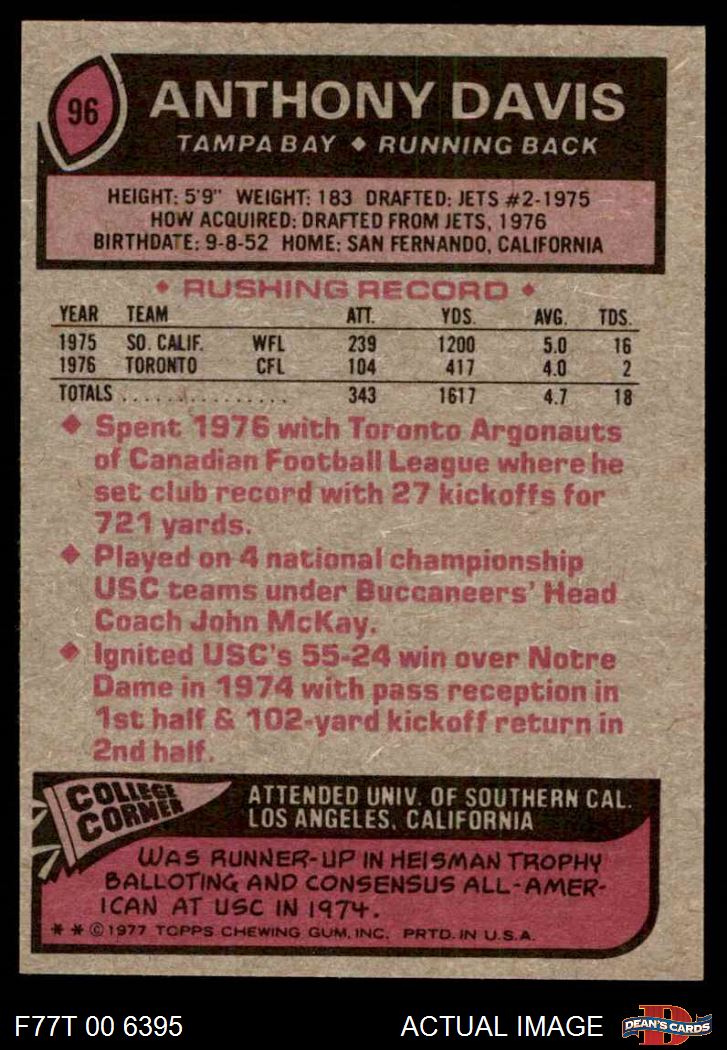 96
ANTHONY DAVIS
TAMPA BAY ♦ RUNNING BACK
HEIGHT: 5'9" WEIGHT: 183 DRAFTED: JETS #2-1975
HOW ACQUIRED: DRAFTED FROM JETS, 1976
BIRTHDATE: 9-8-52 HOME: SAN FERNANDO, CALIFORNIA
♦ RUSHING RECORD ♦
YEAR TEAM ATT. YDS. AVG. TDS.
1975 SO. CALIF. WFL 239 1200 5.0 16
1976 TORONTO CFL 104 417 4.0 2
TOTALS . . . . . . . . . . . . . . . 343 1617 4.7 18
♦ Spent 1976 with Toronto Argonauts
of Canadian Football League where he
set club record with 27 kickoffs for
721 yards.
♦ Played on 4 national championship
USC teams under Buccaneers' Head
Coach John McKay.
♦ Ignited USC's 55-24 win over Notre
Dame in 1974 with pass reception in
1st half & 102-yard kickoff return in
2nd half.
COLLEGE
CORNER
ATTENDED UNIV. OF SOUTHERN CAL.
LOS ANGELES, CALIFORNIA
WAS RUNNER-UP IN HEISMAN TROPHY
BALLOTING AND CONSENSUS ALL-AMER-
ICAN AT USC IN 1974.
* * © 1977 TOPPS CHEWING GUM, INC. PRTD. IN U.S.A.
F77T 00 6395 ACTUAL IMAGE
D
DEAN'S CARDS